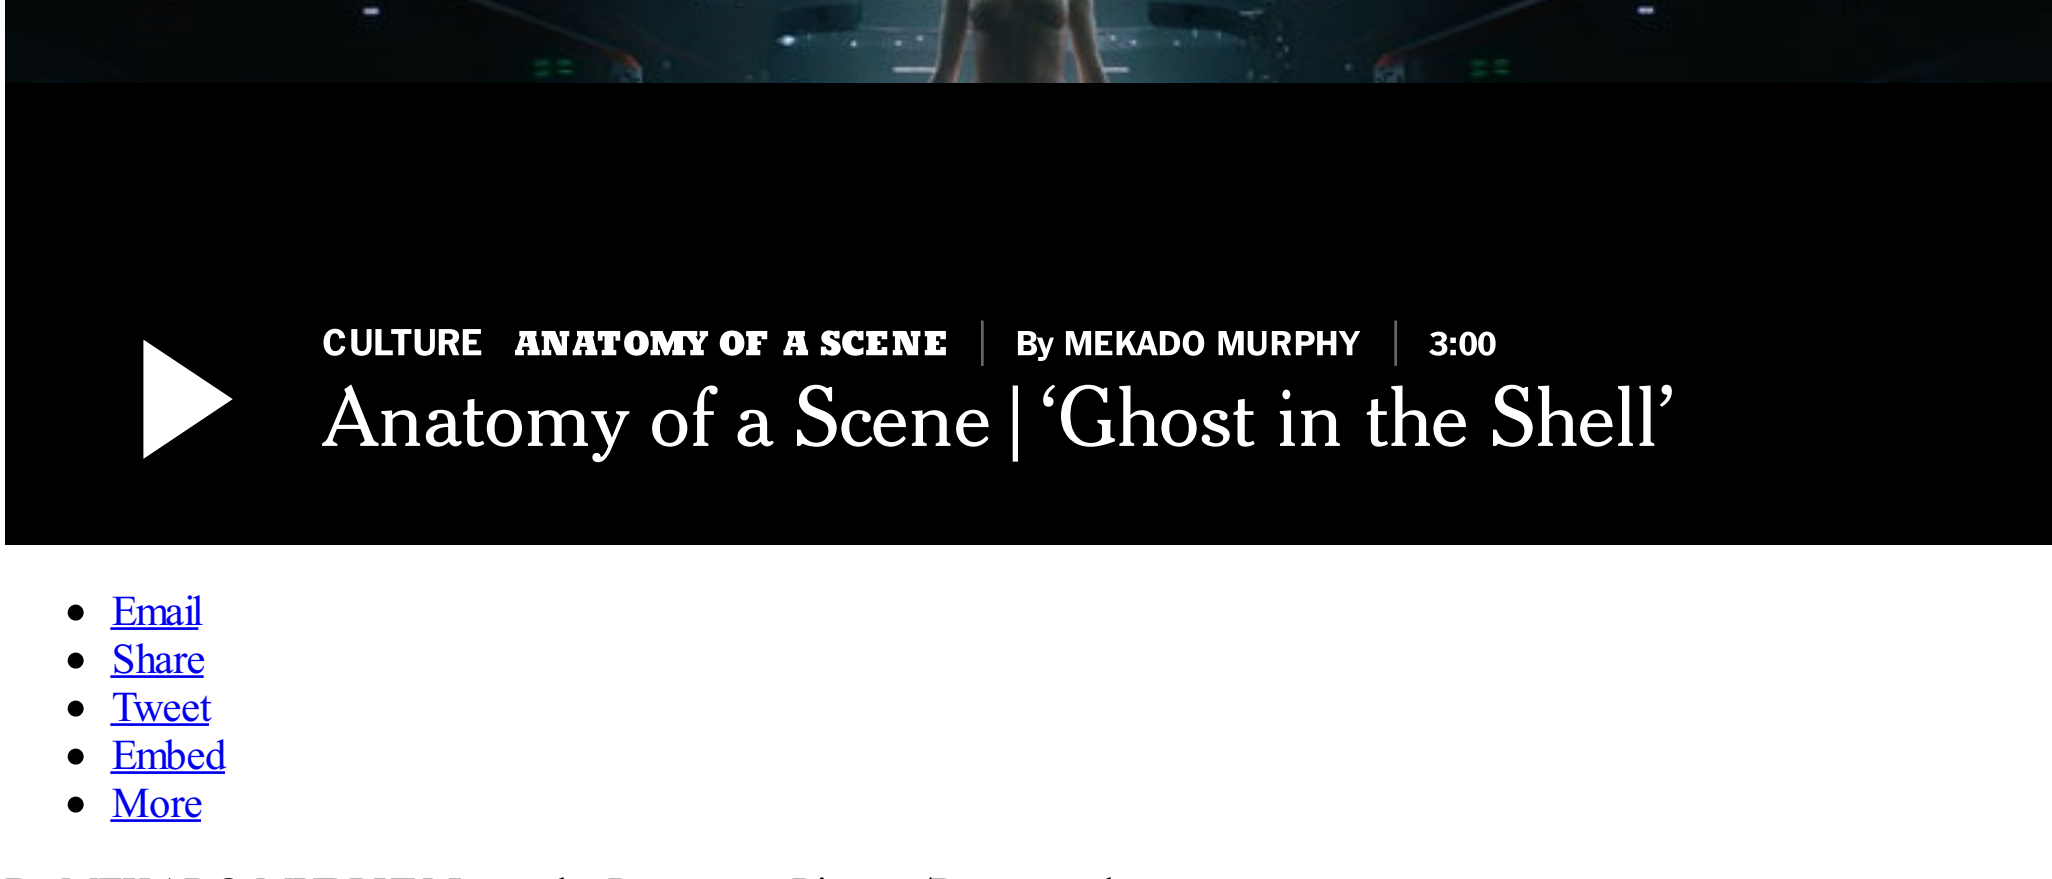 CULTURE ANATOMY OF A SCENE | By MEKADO MURPHY | 3:00
Anatomy of a Scene | ‘Ghost in the Shell’
Email
Share
Tweet
Embed
More